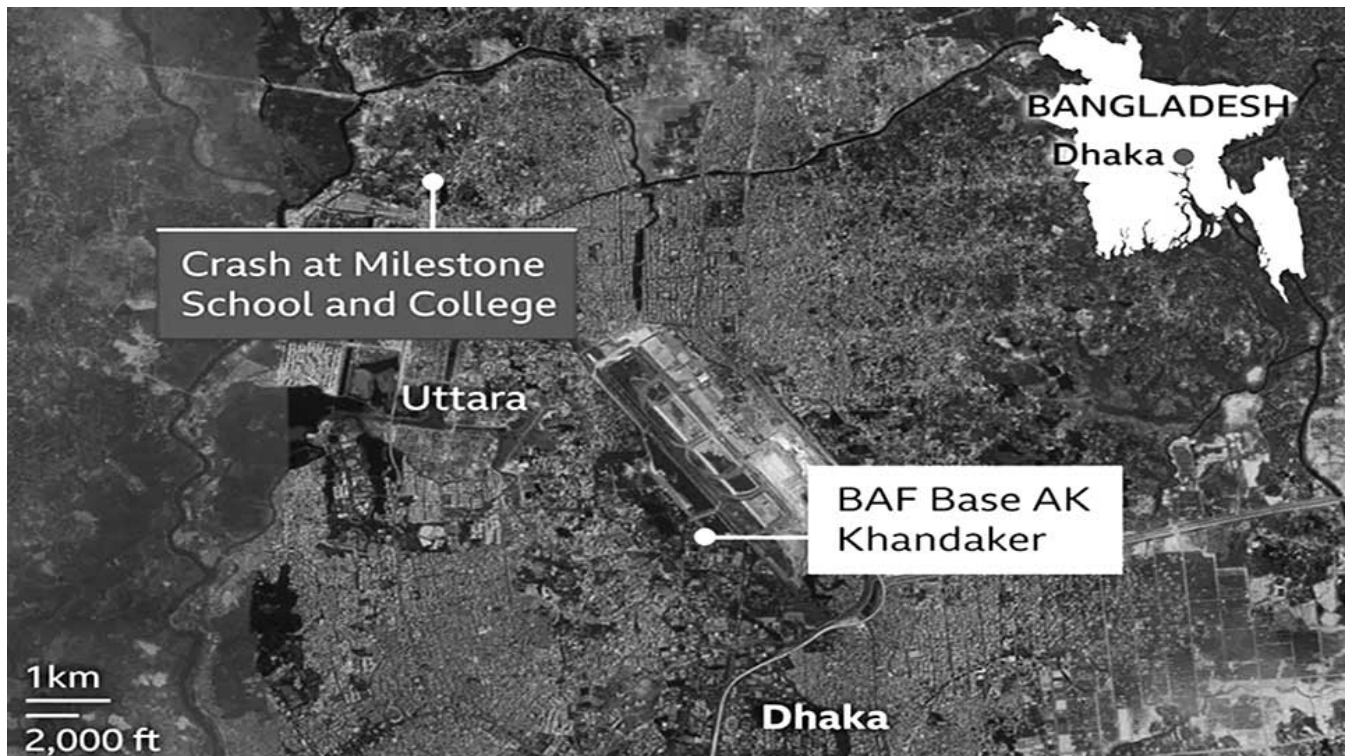 BANGLADESH
Dhaka
Crash at Milestone
School and College
Uttara
BAF Base AK
Khandaker
1km
2,000 ft
Dhaka